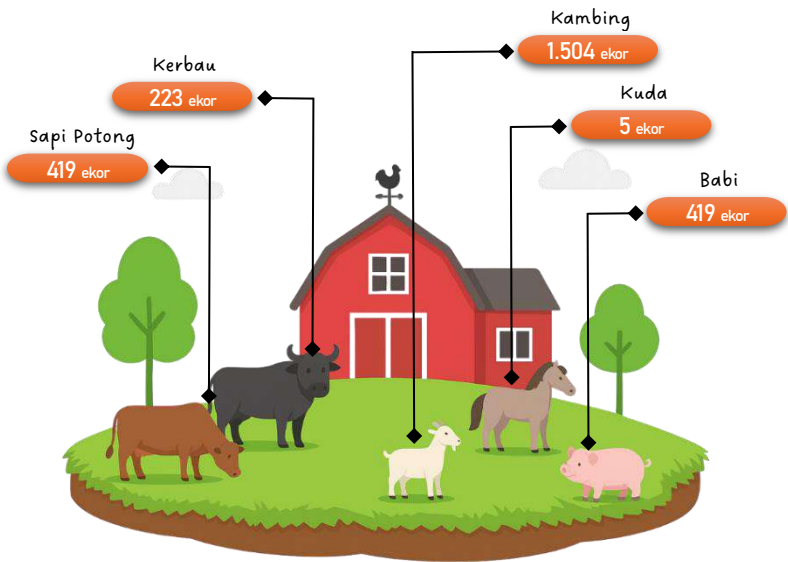 Kambing
1.504 ekor
Kerbau
223 ekor
Kuda
5 ekor
Sapi Potong
419 ekor
Babi
419 ekor